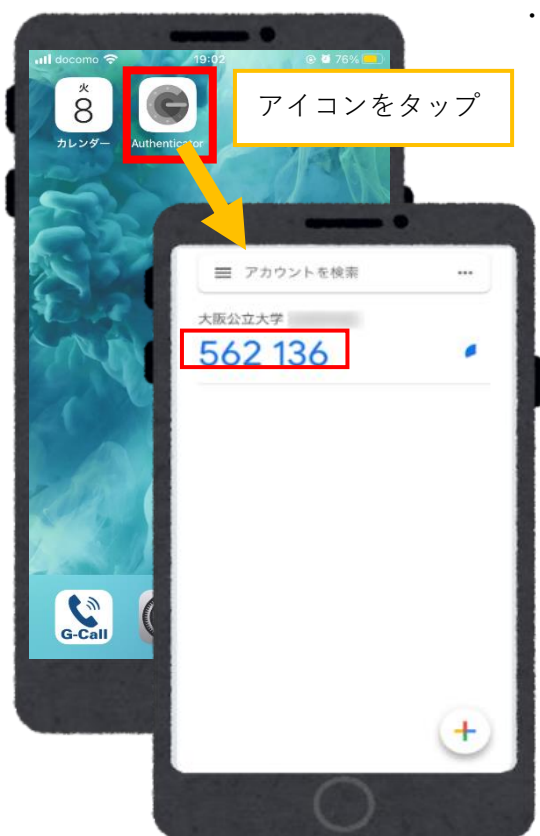 docomo 19:02 76%
火
8
カレンダー
Authenticator
アイコンをタップ
アカウントを検索
大阪公立大学
562 136
G-Call